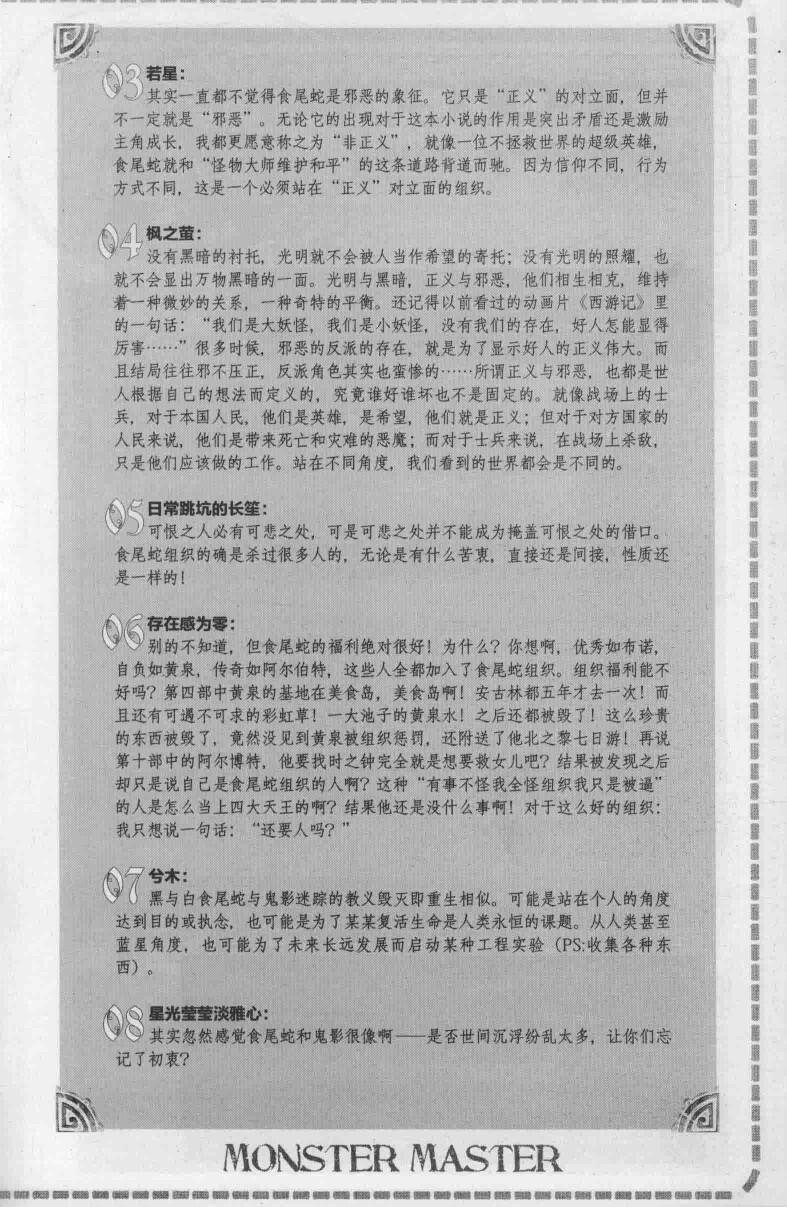 03 若星：
其实一直都不觉得食尾蛇是邪恶的象征。它只是“正义”的对立面，但并
不一定就是“邪恶”。无论它的出现对于这本小说的作用是突出矛盾还是激励
主角成长，我都更愿意称之为“非正义”，就像一位不拯救世界的超级英雄，
食尾蛇就和“怪物大师维护和平”的这条道路背道而驰。因为信仰不同，行为
方式不同，这是一个必须站在“正义”对立面的组织。
04 枫之萤：
没有黑暗的衬托，光明就不会被人当作希望的寄托；没有光明的照耀，也
就不会显出万物黑暗的一面。光明与黑暗，正义与邪恶，他们相生相克，维持
着一种微妙的关系，一种奇特的平衡。还记得以前看过的动画片《西游记》里
的一句话：“我们是大妖怪，我们是小妖怪，没有我们的存在，好人怎能显得
厉害……”很多时候，邪恶的反派的存在，就是为了显示好人的正义伟大。而
且结局往往邪不压正，反派角色其实也蛮惨的……所谓正义与邪恶，也都是世
人根据自己的想法而定义的，究竟谁好谁坏也不是固定的。就像战场上的士
兵，对于本国人民，他们是英雄，是希望，他们就是正义；但对于对方国家的
人民来说，他们是带来死亡和灾难的恶魔；而对于士兵来说，在战场上杀敌，
只是他们应该做的工作。站在不同角度，我们看到的世界都会是不同的。
05 日常跳坑的长笙：
可恨之人必有可悲之处，可是可悲之处并不能成为掩盖可恨之处的借口。
食尾蛇组织的确是杀过很多人的，无论是有什么苦衷，直接还是间接，性质还
是一样的！
06 存在感为零：
别的不知道，但食尾蛇的福利绝对很好！为什么？你想啊，优秀如布诺，
自负如黄泉，传奇如阿尔伯特，这些人全都加入了食尾蛇组织。组织福利能不
好吗？第四部中黄泉的基地在美食岛，美食岛啊！安古林都五年才去一次！而
且还有可遇不可求的彩虹草！一大池子的黄泉水！之后还都被毁了！这么珍贵
的东西被毁了，竟然没见到黄泉被组织惩罚，还附送了他北之黎七日游！再说
第十部中的阿尔博特，他要找时之钟完全就是想要救女儿吧？结果被发现之后
却只是说自己是食尾蛇组织的人啊？这种“有事不怪我全怪组织我只是被逼”
的人是怎么当上四大天王的啊？结果他还是没什么事啊！对于这么好的组织：
我只想说一句话：“还要人吗？”
07 兮木：
黑与白食尾蛇与鬼影迷踪的教义毁灭即重生相似。可能是站在个人的角度
达到目的或执念，也可能是为了某某复活生命是人类永恒的课题。从人类甚至
蓝星角度，也可能为了未来长远发展而启动某种工程实验（PS:收集各种东
西）。
08 星光莹莹淡雅心：
其实忽然感觉食尾蛇和鬼影很像啊——是否世间沉浮纷乱太多，让你们忘
记了初衷？
MONSTER MASTER